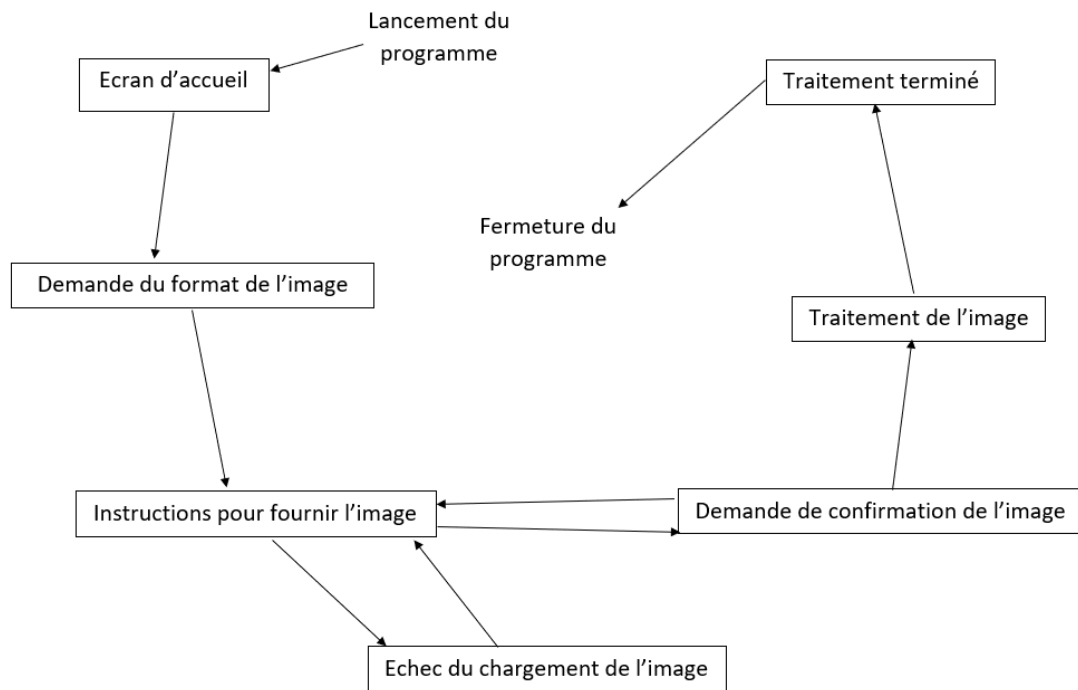 Lancement du
programme
Ecran d’accueil
Traitement terminé
Fermeture du
programme
Demande du format de l’image
Traitement de l’image
Instructions pour fournir l’image
Demande de confirmation de l’image
Echec du chargement de l’image